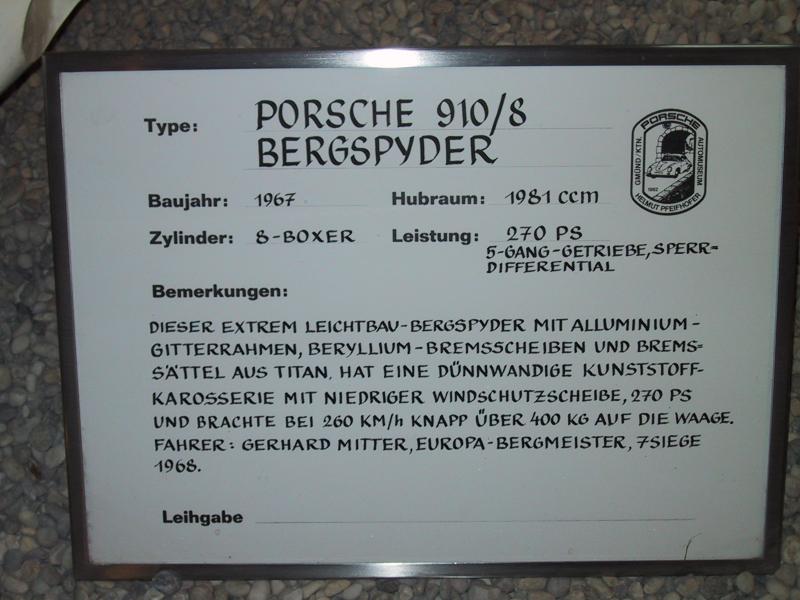 Type: PORSCHE 910/8
BERGSPYDER
PORSCHE
GMÜND/KTN.
AUTOMUSEUM
1982
HELMUT PFEIFHOFER
Baujahr: 1967 Hubraum: 1981 ccm
Zylinder: 8-BOXER Leistung: 270 PS
5-GANG-GETRIEBE, SPERR=
DIFFERENTIAL
Bemerkungen:
DIESER EXTREM LEICHTBAU-BERGSPYDER MIT ALLUMINIUM-
GITTERRAHMEN, BERYLLIUM-BREMSSCHEIBEN UND BREMS=
SÄTTEL AUS TITAN, HAT EINE DÜNNWANDIGE KUNSTSTOFF-
KAROSSERIE MIT NIEDRIGER WINDSCHUTZSCHEIBE, 270 PS
UND BRACHTE BEI 260 KM/h KNAPP ÜBER 400 KG AUF DIE WAAGE.
FAHRER: GERHARD MITTER, EUROPA-BERGMEISTER, 7SIEGE
1968.
Leihgabe